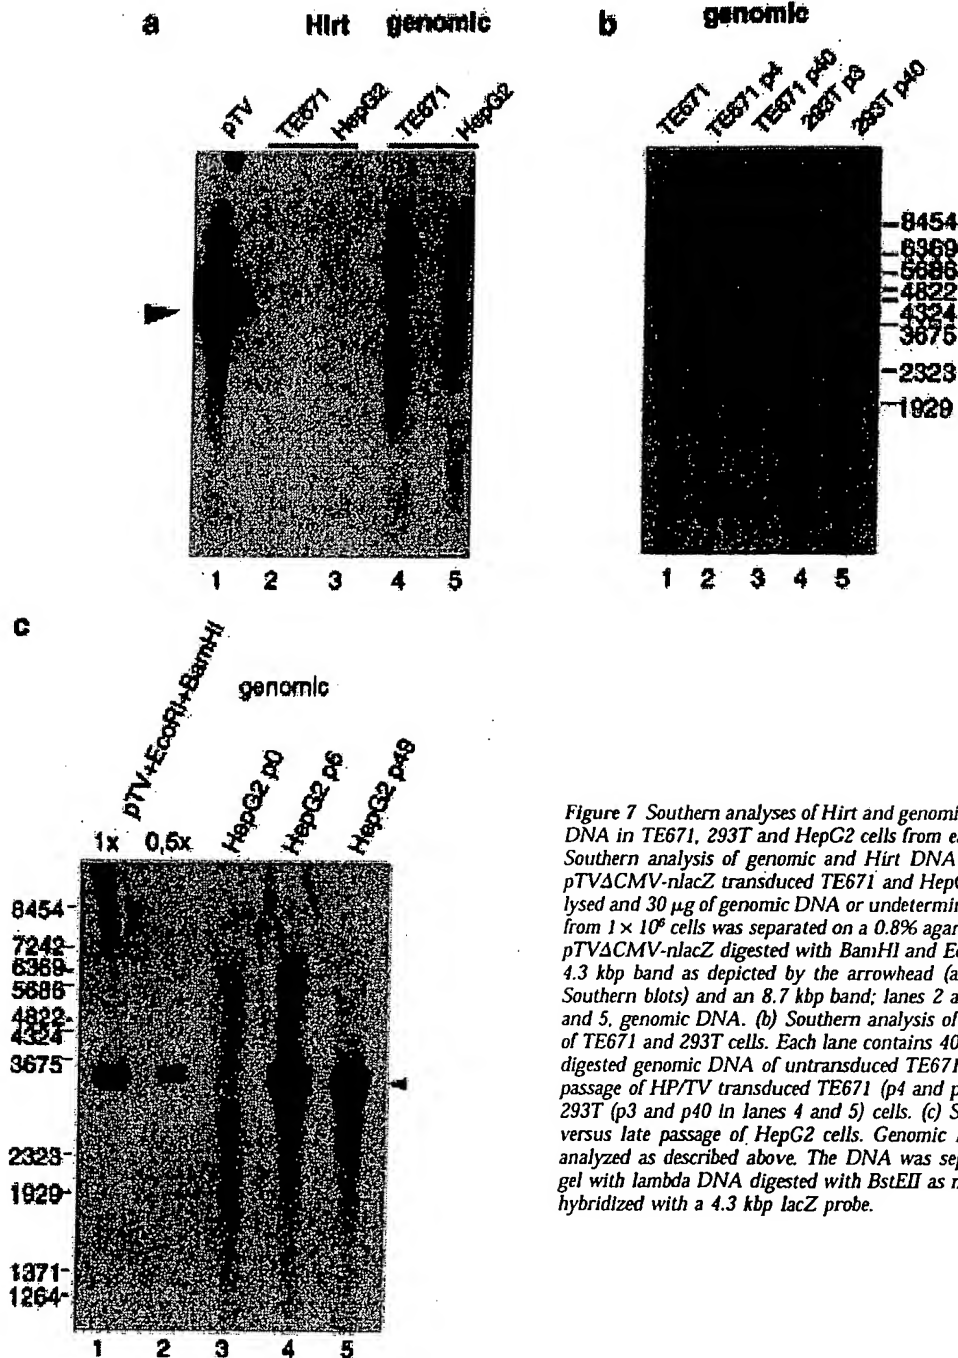 a
Hirt genomic
pTV TE671 HepG2 TE671 HepG2
1 2 3 4 5
b
genomic
TE671 TE671 p4 TE671 p40 293T p3 293T p40
8454
6369
5686
4822
4324
3675
2323
1929
1 2 3 4 5
c
pTV+EcoRI+BamHI
genomic
1x 0,5x HepG2 p0 HepG2 p6 HepG2 p49
8454
7242
6369
5686
4822
4324
3675
2323
1929
1371
1264
1 2 3 4 5
Figure 7 Southern analyses of Hirt and genomi
DNA in TE671, 293T and HepG2 cells from e
Southern analysis of genomic and Hirt DNA
pTVΔCMV-nlacZ transduced TE671 and HepG
lysed and 30 μg of genomic DNA or undetermin
from 1 × 10⁶ cells was separated on a 0.8% agar
pTVΔCMV-nlacZ digested with BamHI and E
4.3 kbp band as depicted by the arrowhead (a
Southern blots) and an 8.7 kbp band; lanes 2 a
and 5, genomic DNA. (b) Southern analysis of
of TE671 and 293T cells. Each lane contains 40
digested genomic DNA of untransduced TE671
passage of HP/TV transduced TE671 (p4 and p
293T (p3 and p40 in lanes 4 and 5) cells. (c) S
versus late passage of HepG2 cells. Genomic
analyzed as described above. The DNA was sep
gel with lambda DNA digested with BstEII as n
hybridized with a 4.3 kbp lacZ probe.